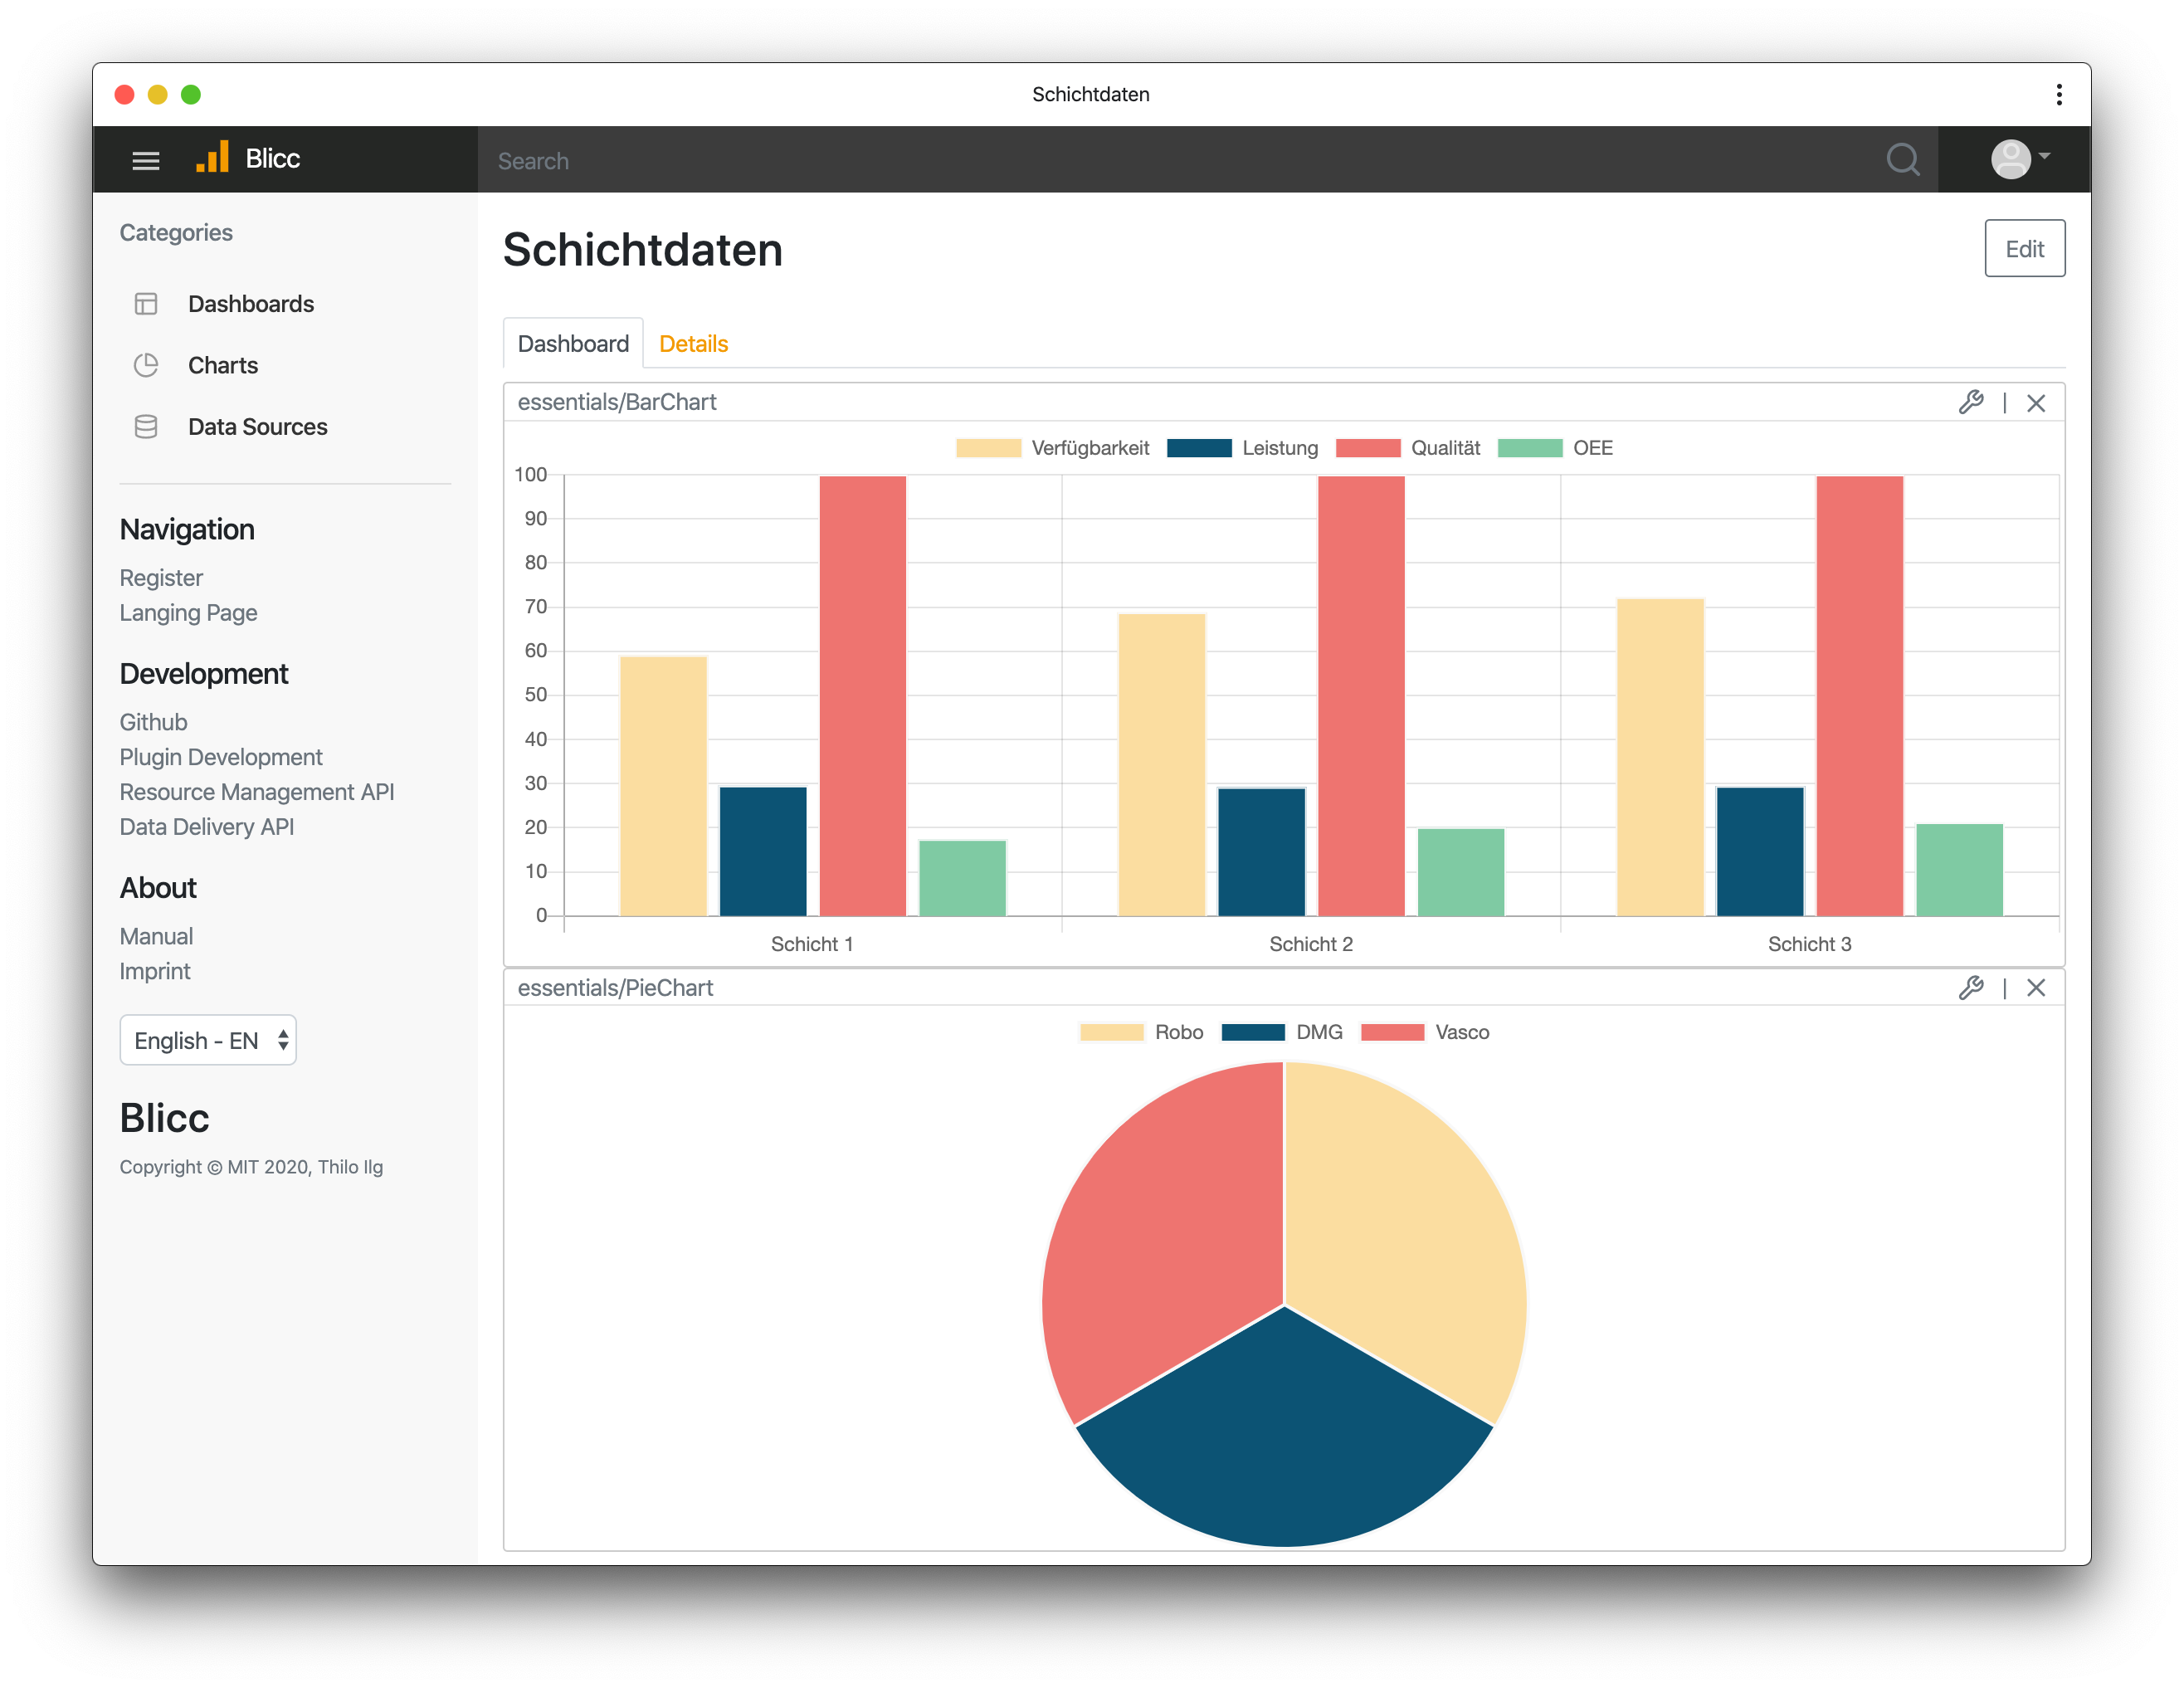 Schichtdaten
Blicc
Search
Categories
Dashboards
Charts
Data Sources
Navigation
Register
Langing Page
Development
Github
Plugin Development
Resource Management API
Data Delivery API
About
Manual
Imprint
English - EN
Blicc
Copyright © MIT 2020, Thilo Ilg
Schichtdaten
Edit
Dashboard Details
essentials/BarChart
Verfügbarkeit Leistung Qualität OEE
100
90
80
70
60
50
40
30
20
10
0
Schicht 1 Schicht 2 Schicht 3
essentials/PieChart
Robo DMG Vasco